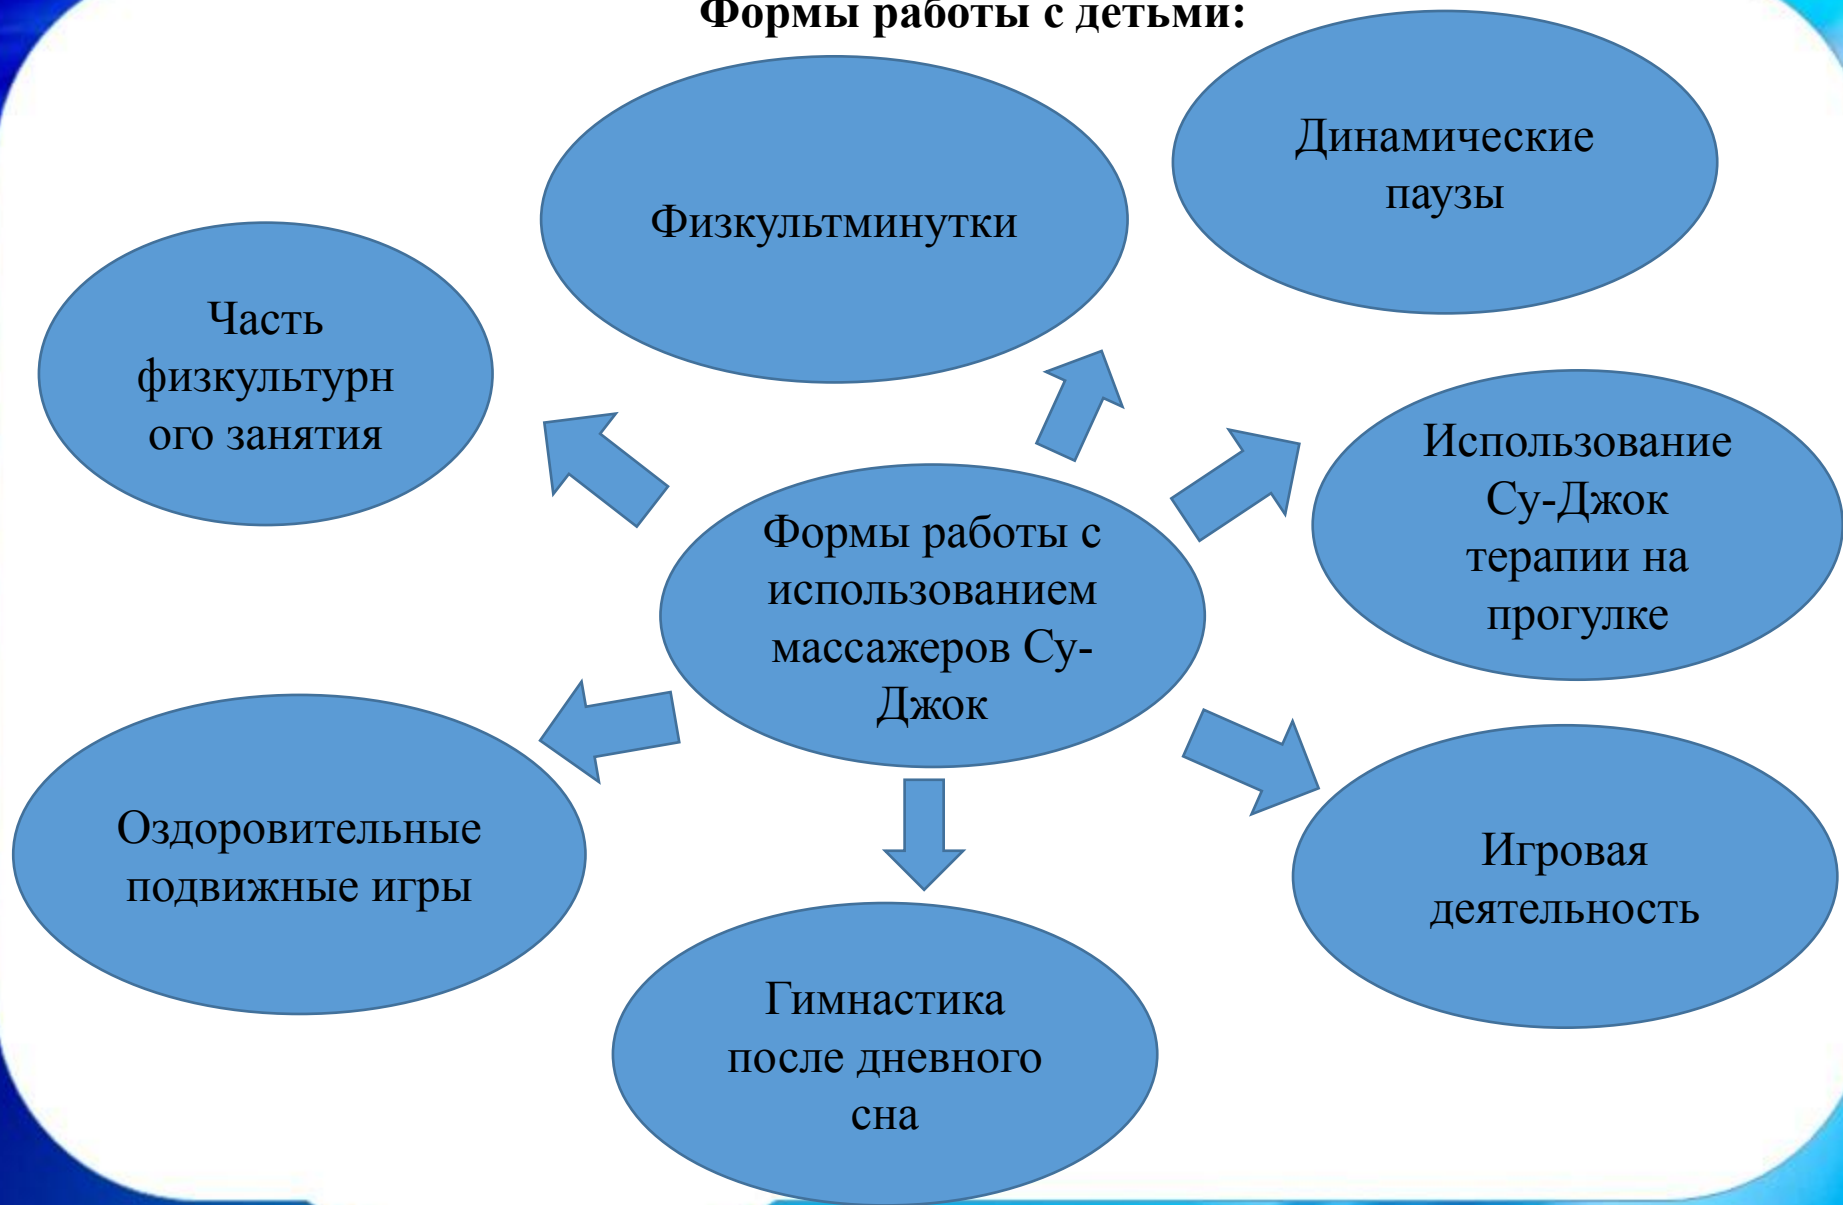 Формы работы с детьми:
Динамические
паузы
Физкультминутки
Часть
физкультурн
ого занятия
Использование
Су-Джок
терапии на
прогулке
Формы работы с
использованием
массажеров Су-
Джок
Оздоровительные
подвижные игры
Игровая
деятельность
Гимнастика
после дневного
сна